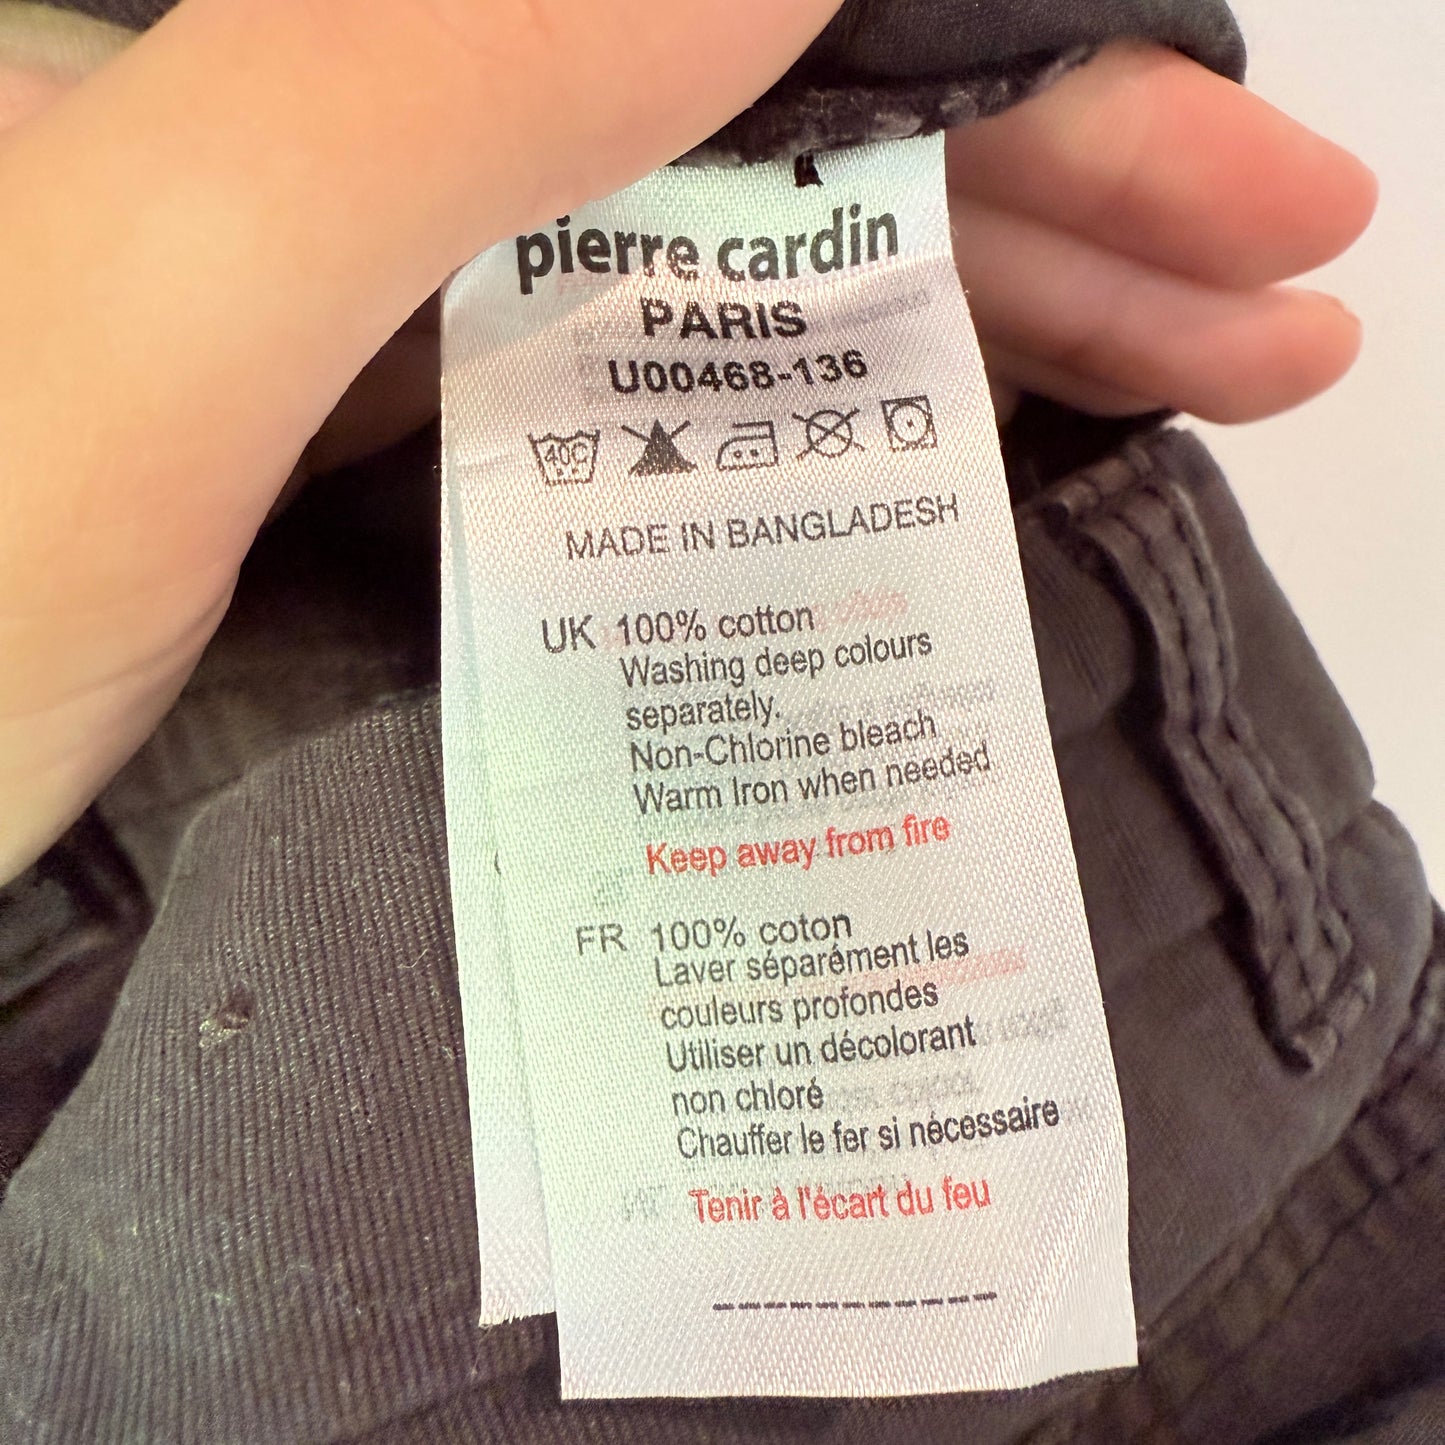 pierre cardin
PARIS
U00468-136
40C
MADE IN BANGLADESH
UK 100% cotton
Washing deep colours
separately.
Non-Chlorine bleach
Warm Iron when needed
Keep away from fire
FR 100% coton
Laver séparément les
couleurs profondes
Utiliser un décolorant
non chloré
Chauffer le fer si nécessaire
Tenir à l'écart du feu